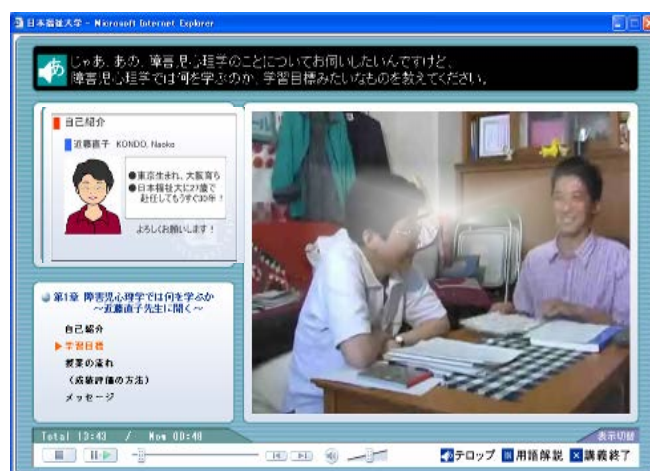 日本福祉大学 - Microsoft Internet Explorer
あ
じゃあ、あの、障害児心理学のことについてお伺いしたいんですけど、
障害児心理学では何を学ぶのか、学習目標みたいなものを教えてください。
自己紹介
近藤直子 KONDO, Naoko
●東京生まれ、大阪育ち
●日本福祉大に27歳で
赴任してもうすぐ30年！
よろしくお願いします！
第1章 障害児心理学では何を学ぶか
～近藤直子先生に聞く～
自己紹介
学習目標
授業の流れ
（成績評価の方法）
メッセージ
Total 13:43 / Now 00:48
表示切替
テロップ 用語解説 講義終了